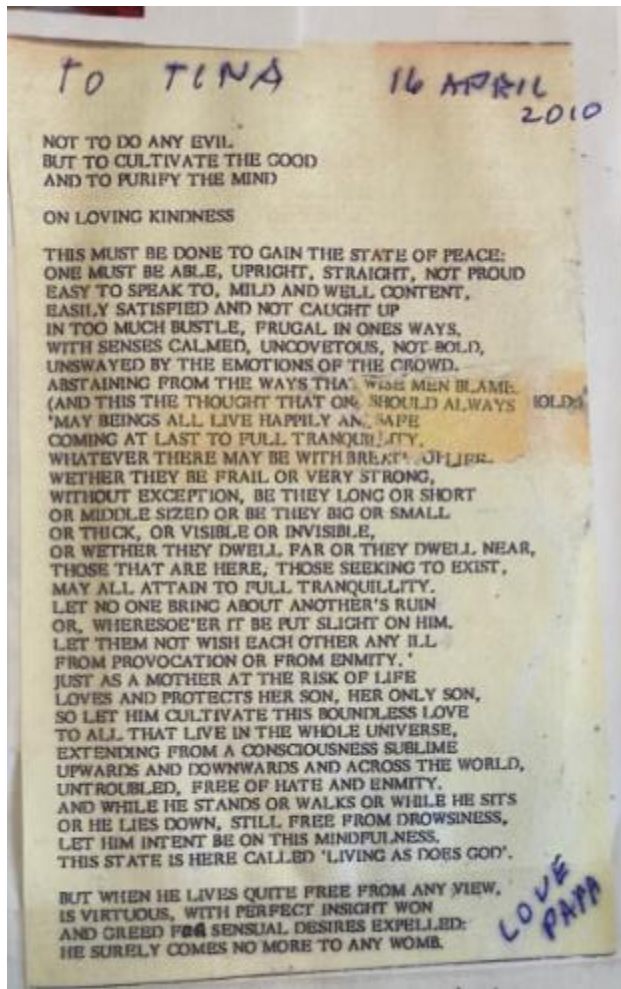 TO TINA 16 APRIL
2010
NOT TO DO ANY EVIL
BUT TO CULTIVATE THE GOOD
AND TO PURIFY THE MIND
ON LOVING KINDNESS
THIS MUST BE DONE TO GAIN THE STATE OF PEACE:
ONE MUST BE ABLE, UPRIGHT, STRAIGHT, NOT PROUD
EASY TO SPEAK TO, MILD AND WELL CONTENT,
EASILY SATISFIED AND NOT CAUGHT UP
IN TOO MUCH BUSTLE, FRUGAL IN ONES WAYS,
WITH SENSES CALMED, UNCOVETOUS, NOT BOLD,
UNSWAYED BY THE EMOTIONS OF THE CROWD.
ABSTAINING FROM THE WAYS THAT WISE MEN BLAME.
(AND THIS THE THOUGHT THAT ONE SHOULD ALWAYS HOLD:)
'MAY BEINGS ALL LIVE HAPPILY AND SAFE
COMING AT LAST TO FULL TRANQUILLITY.
WHATEVER THERE MAY BE WITH BREATH OF LIFE.
WETHER THEY BE FRAIL OR VERY STRONG,
WITHOUT EXCEPTION, BE THEY LONG OR SHORT
OR MIDDLE SIZED OR BE THEY BIG OR SMALL
OR THICK, OR VISIBLE OR INVISIBLE,
OR WETHER THEY DWELL FAR OR THEY DWELL NEAR,
THOSE THAT ARE HERE, THOSE SEEKING TO EXIST,
MAY ALL ATTAIN TO FULL TRANQUILLITY.
LET NO ONE BRING ABOUT ANOTHER'S RUIN
OR, WHERESOE'ER IT BE PUT SLIGHT ON HIM.
LET THEM NOT WISH EACH OTHER ANY ILL
FROM PROVOCATION OR FROM ENMITY.'
JUST AS A MOTHER AT THE RISK OF LIFE
LOVES AND PROTECTS HER SON, HER ONLY SON,
SO LET HIM CULTIVATE THIS BOUNDLESS LOVE
TO ALL THAT LIVE IN THE WHOLE UNIVERSE,
EXTENDING FROM A CONSCIOUSNESS SUBLIME
UPWARDS AND DOWNWARDS AND ACROSS THE WORLD,
UNTROUBLED, FREE OF HATE AND ENMITY.
AND WHILE HE STANDS OR WALKS OR WHILE HE SITS
OR HE LIES DOWN, STILL FREE FROM DROWSINESS,
LET HIM INTENT BE ON THIS MINDFULNESS.
THIS STATE IS HERE CALLED 'LIVING AS DOES GOD'.
BUT WHEN HE LIVES QUITE FREE FROM ANY VIEW,
IS VIRTUOUS, WITH PERFECT INSIGHT WON
AND GREED FOR SENSUAL DESIRES EXPELLED:
HE SURELY COMES NO MORE TO ANY WOMB.
LOVE
PAPA